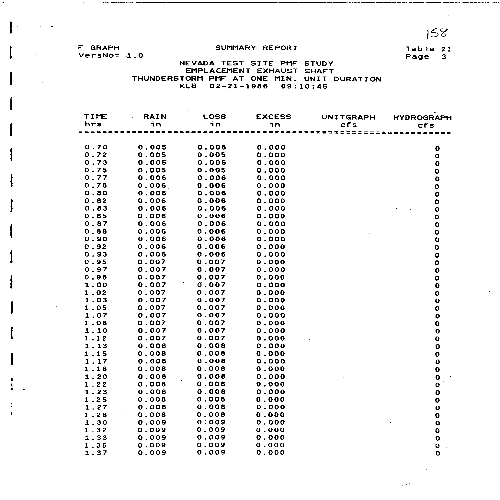 158
F GRAPH SUMMARY REPORT Table 21
VersNo= 1.0 Page 3
NEVADA TEST SITE PMF STUDY
EMPLACEMENT EXHAUST SHAFT
THUNDERSTORM PMF AT ONE MIN. UNIT DURATION
KLB 02-21-1986 09:10:45
TIME RAIN LOSS EXCESS UNITGRAPH HYDROGRAPH
hrs in in in cfs cfs
0.70 0.005 0.005 0.000 0
0.72 0.005 0.005 0.000 0
0.73 0.005 0.005 0.000 0
0.75 0.005 0.005 0.000 0
0.77 0.006 0.006 0.000 0
0.78 0.006 0.006 0.000 0
0.80 0.006 0.006 0.000 0
0.82 0.006 0.006 0.000 0
0.83 0.006 0.006 0.000 0
0.85 0.006 0.006 0.000 0
0.87 0.006 0.006 0.000 0
0.88 0.006 0.006 0.000 0
0.90 0.006 0.006 0.000 0
0.92 0.006 0.006 0.000 0
0.93 0.006 0.006 0.000 0
0.95 0.007 0.007 0.000 0
0.97 0.007 0.007 0.000 0
0.98 0.007 0.007 0.000 0
1.00 0.007 0.007 0.000 0
1.02 0.007 0.007 0.000 0
1.03 0.007 0.007 0.000 0
1.05 0.007 0.007 0.000 0
1.07 0.007 0.007 0.000 0
1.08 0.007 0.007 0.000 0
1.10 0.007 0.007 0.000 0
1.12 0.007 0.007 0.000 0
1.13 0.008 0.008 0.000 0
1.15 0.008 0.008 0.000 0
1.17 0.008 0.008 0.000 0
1.18 0.008 0.008 0.000 0
1.20 0.008 0.008 0.000 0
1.22 0.008 0.008 0.000 0
1.23 0.008 0.008 0.000 0
1.25 0.008 0.008 0.000 0
1.27 0.008 0.008 0.000 0
1.28 0.008 0.008 0.000 0
1.30 0.009 0.009 0.000 0
1.32 0.009 0.009 0.000 0
1.33 0.009 0.009 0.000 0
1.35 0.009 0.009 0.000 0
1.37 0.009 0.009 0.000 0